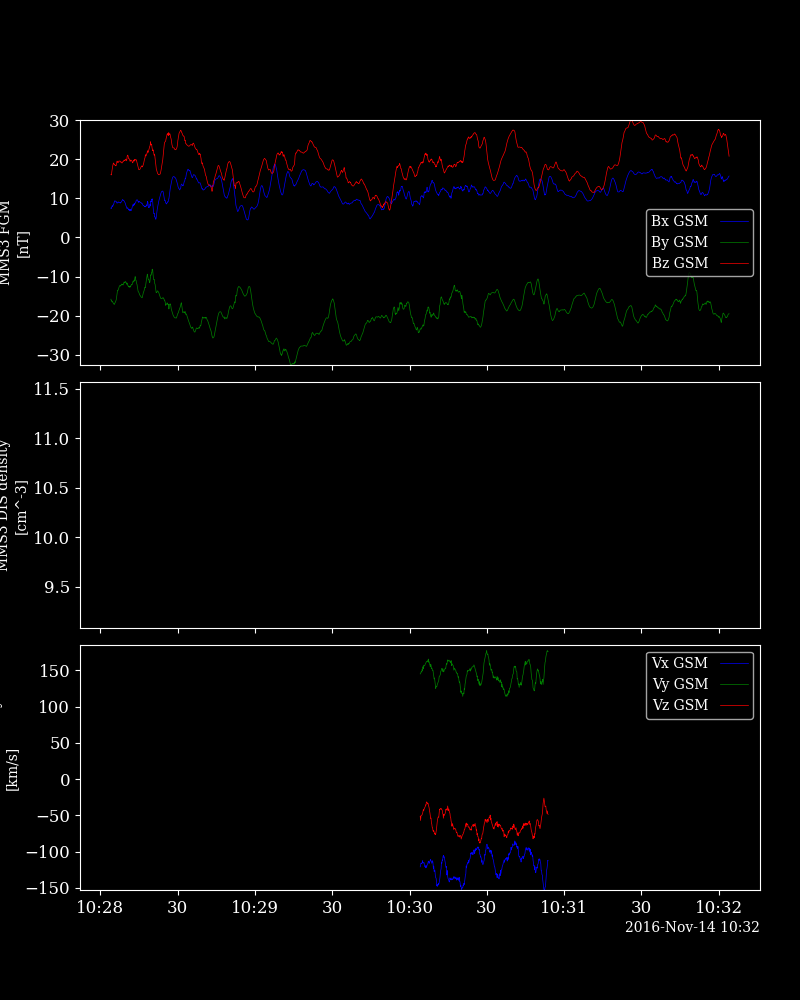 30
20
10
0
−10
−20
−30
MMS3 FGM
[nT]
Bx GSM
By GSM
Bz GSM
11.5
11.0
10.5
10.0
9.5
MMS3 DIS density
[cm^-3]
150
100
50
0
−50
−100
−150
[km/s]
Vx GSM
Vy GSM
Vz GSM
10:28 30 10:29 30 10:30 30 10:31 30 10:32
2016-Nov-14 10:32